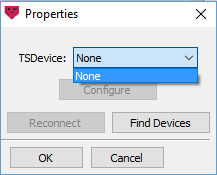 Properties
TSDevice: None
None
Configure
Reconnect Find Devices
OK Cancel